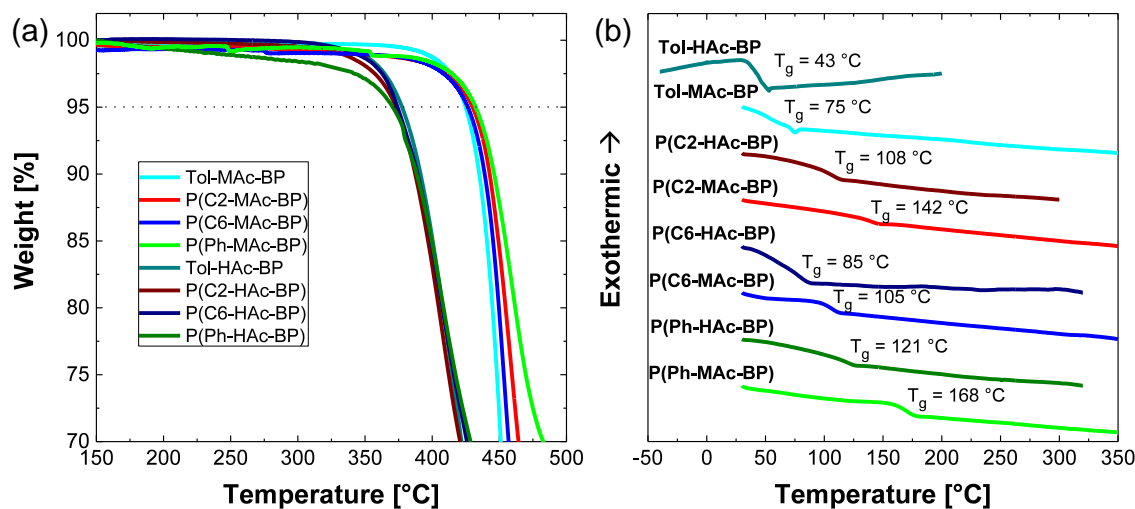 (a)
100
95
90
85
80
75
70
Weight [%]
Tol-MAc-BP
P(C2-MAc-BP)
P(C6-MAc-BP)
P(Ph-MAc-BP)
Tol-HAc-BP
P(C2-HAc-BP)
P(C6-HAc-BP)
P(Ph-HAc-BP)
150 200 250 300 350 400 450 500
Temperature [°C]
(b)
Exothermic →
Tol-HAc-BP
Tg = 43 °C
Tol-MAc-BP
Tg = 75 °C
P(C2-HAc-BP)
Tg = 108 °C
P(C2-MAc-BP)
Tg = 142 °C
P(C6-HAc-BP)
Tg = 85 °C
P(C6-MAc-BP)
Tg = 105 °C
P(Ph-HAc-BP)
Tg = 121 °C
P(Ph-MAc-BP)
Tg = 168 °C
-50 0 50 100 150 200 250 300 350
Temperature [°C]